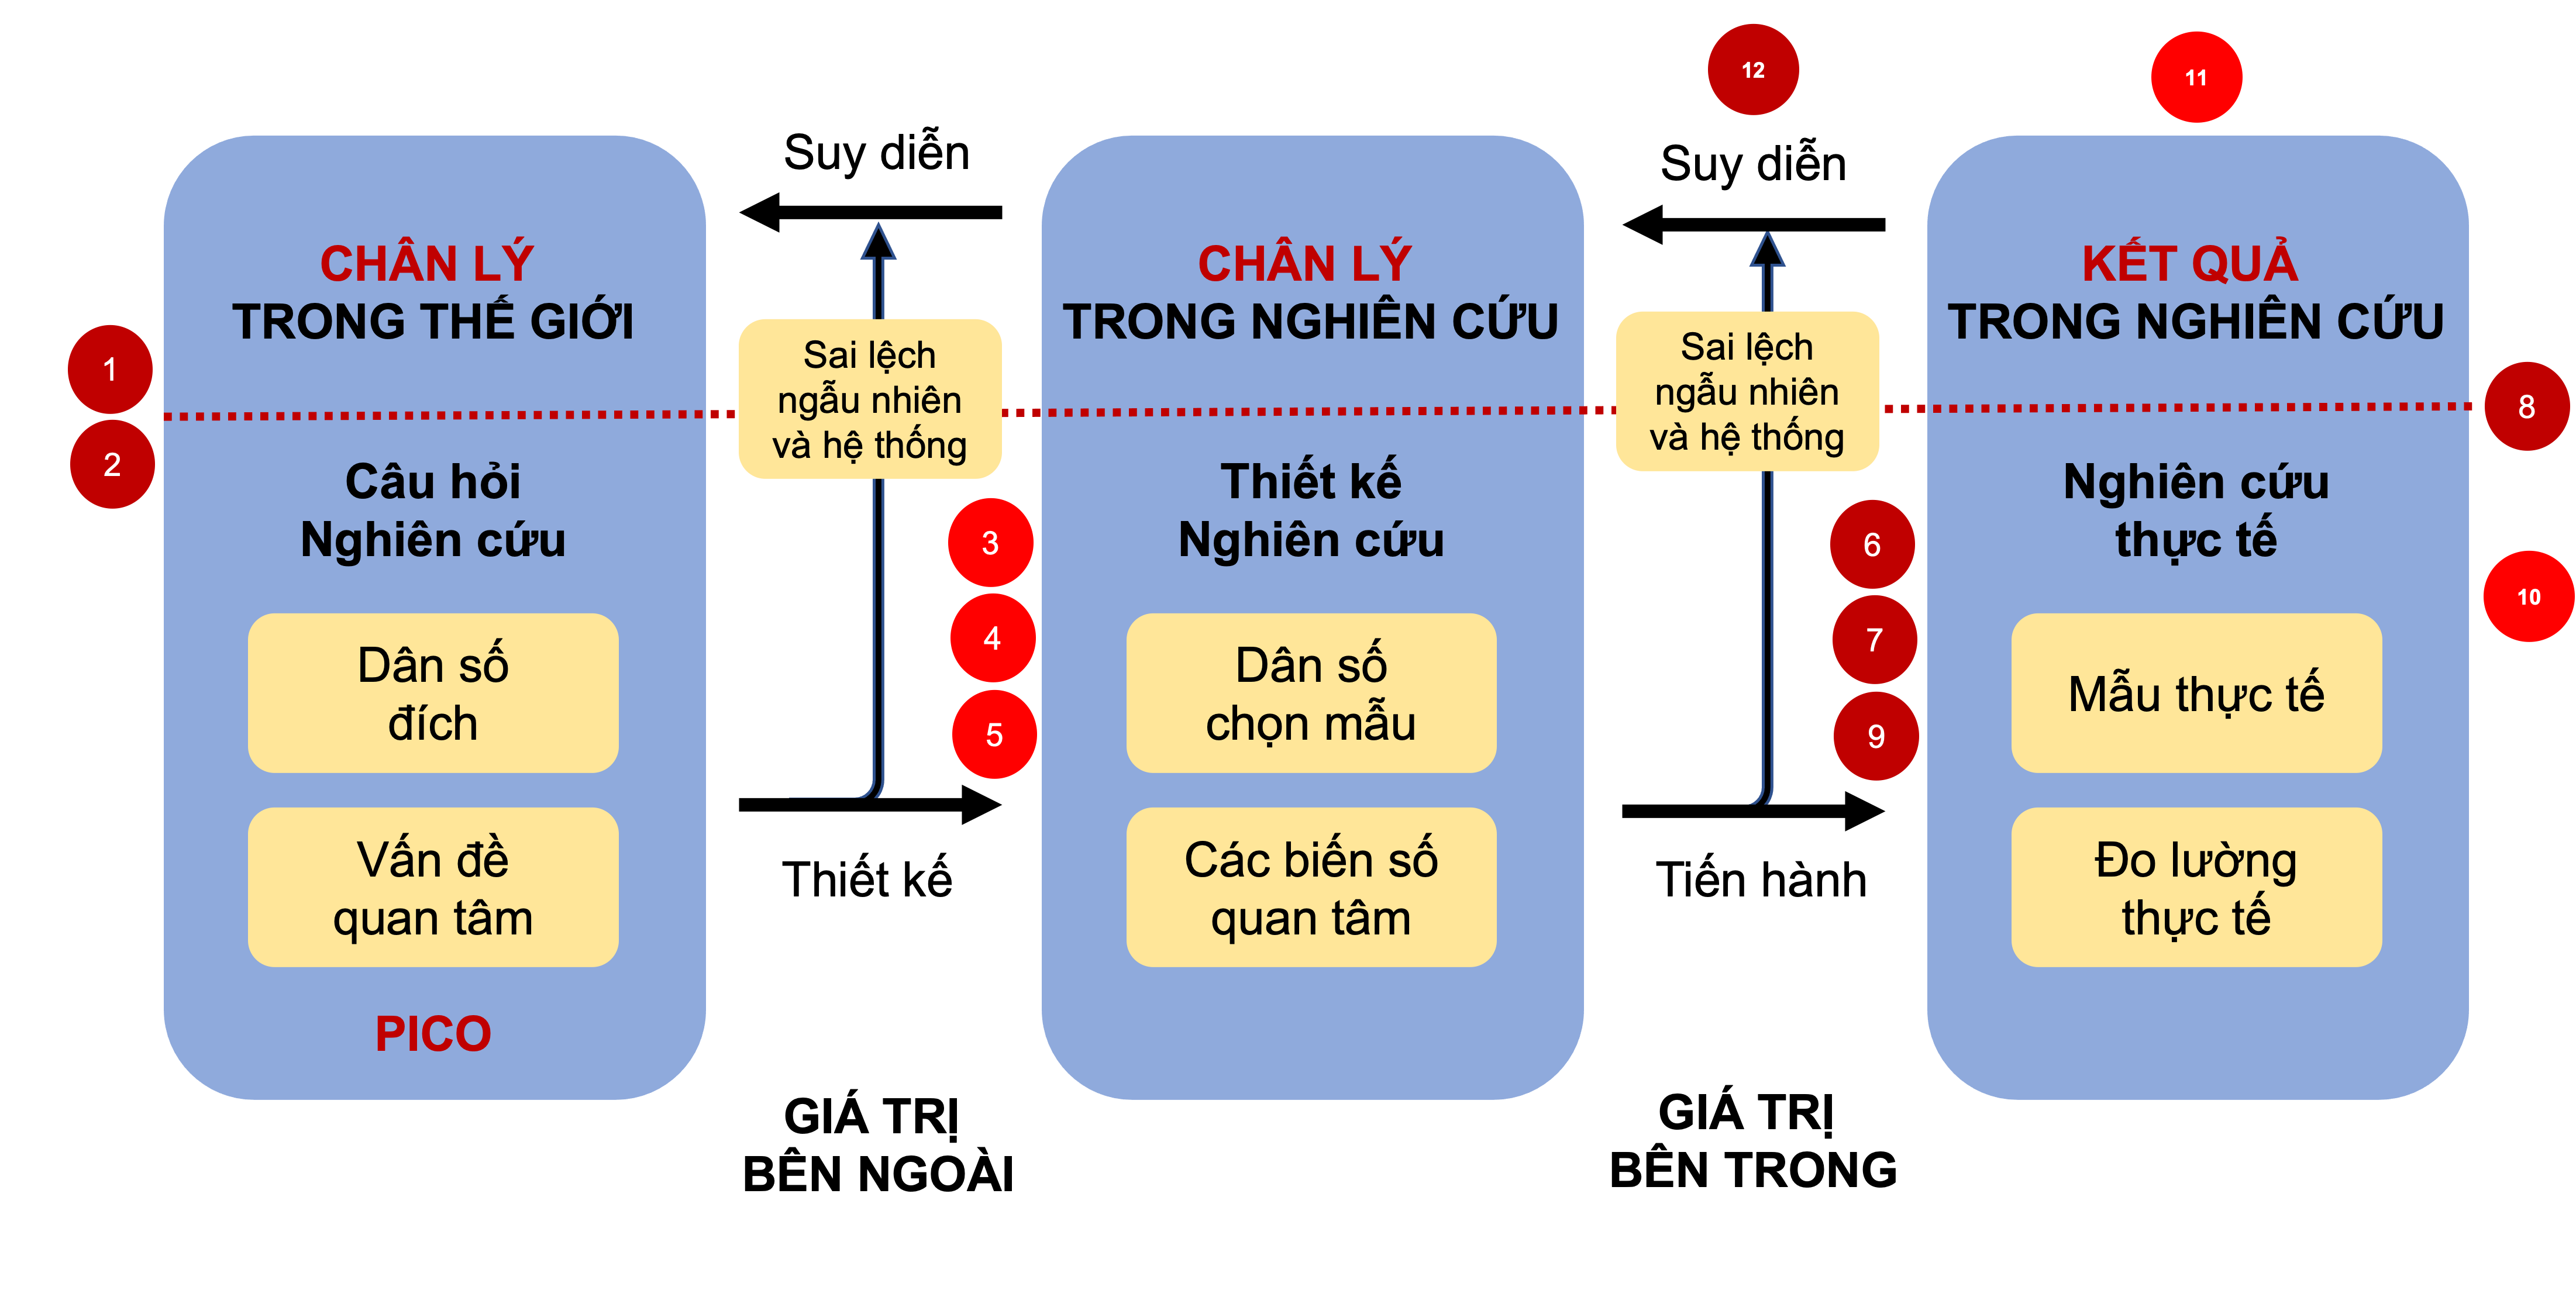 12
11
Suy diễn
Suy diễn
CHÂN LÝ
TRONG THẾ GIỚI
CHÂN LÝ
TRONG NGHIÊN CỨU
KẾT QUẢ
TRONG NGHIÊN CỨU
1
2
Sai lệch
ngẫu nhiên
và hệ thống
Sai lệch
ngẫu nhiên
và hệ thống
8
Câu hỏi
Nghiên cứu
3
4
5
Thiết kế
Nghiên cứu
6
7
9
Nghiên cứu
thực tế
10
Dân số
đích
Dân số
chọn mẫu
Mẫu thực tế
Vấn đề
quan tâm
Thiết kế
Các biến số
quan tâm
Tiến hành
Đo lường
thực tế
PICO
GIÁ TRỊ
BÊN NGOÀI
GIÁ TRỊ
BÊN TRONG